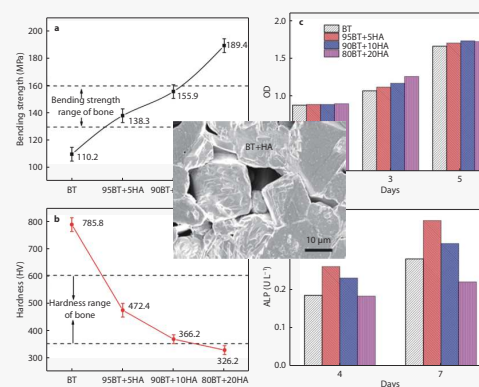 a
200
180
160
140
120
100
Bending strength (MPa)
189.4
155.9
138.3
110.2
Bending strength
range of bone
BT
95BT+5HA
90BT+
b
800
700
600
500
400
300
Hardness (HV)
785.8
472.4
366.2
326.2
Hardness range
of bone
BT
95BT+5HA
90BT+10HA
80BT+20HA
BT+HA
10 μm
c
BT
95BT+5HA
90BT+10HA
80BT+20HA
2.0
1.5
1.0
OD
3
5
Days
0.2
0.1
0.0
ALP (U L⁻¹)
4
7
Days